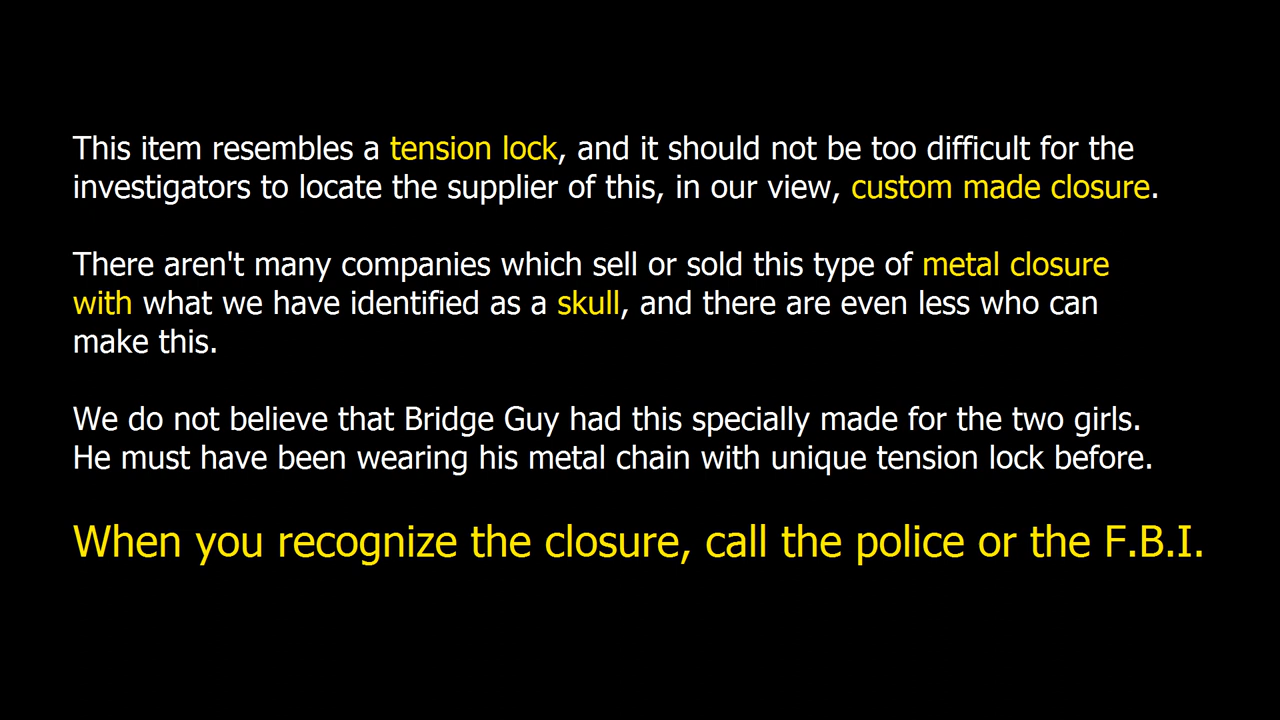 This item resembles a tension lock, and it should not be too difficult for the
investigators to locate the supplier of this, in our view, custom made closure.
There aren't many companies which sell or sold this type of metal closure
with what we have identified as a skull, and there are even less who can
make this.
We do not believe that Bridge Guy had this specially made for the two girls.
He must have been wearing his metal chain with unique tension lock before.
When you recognize the closure, call the police or the F.B.I.